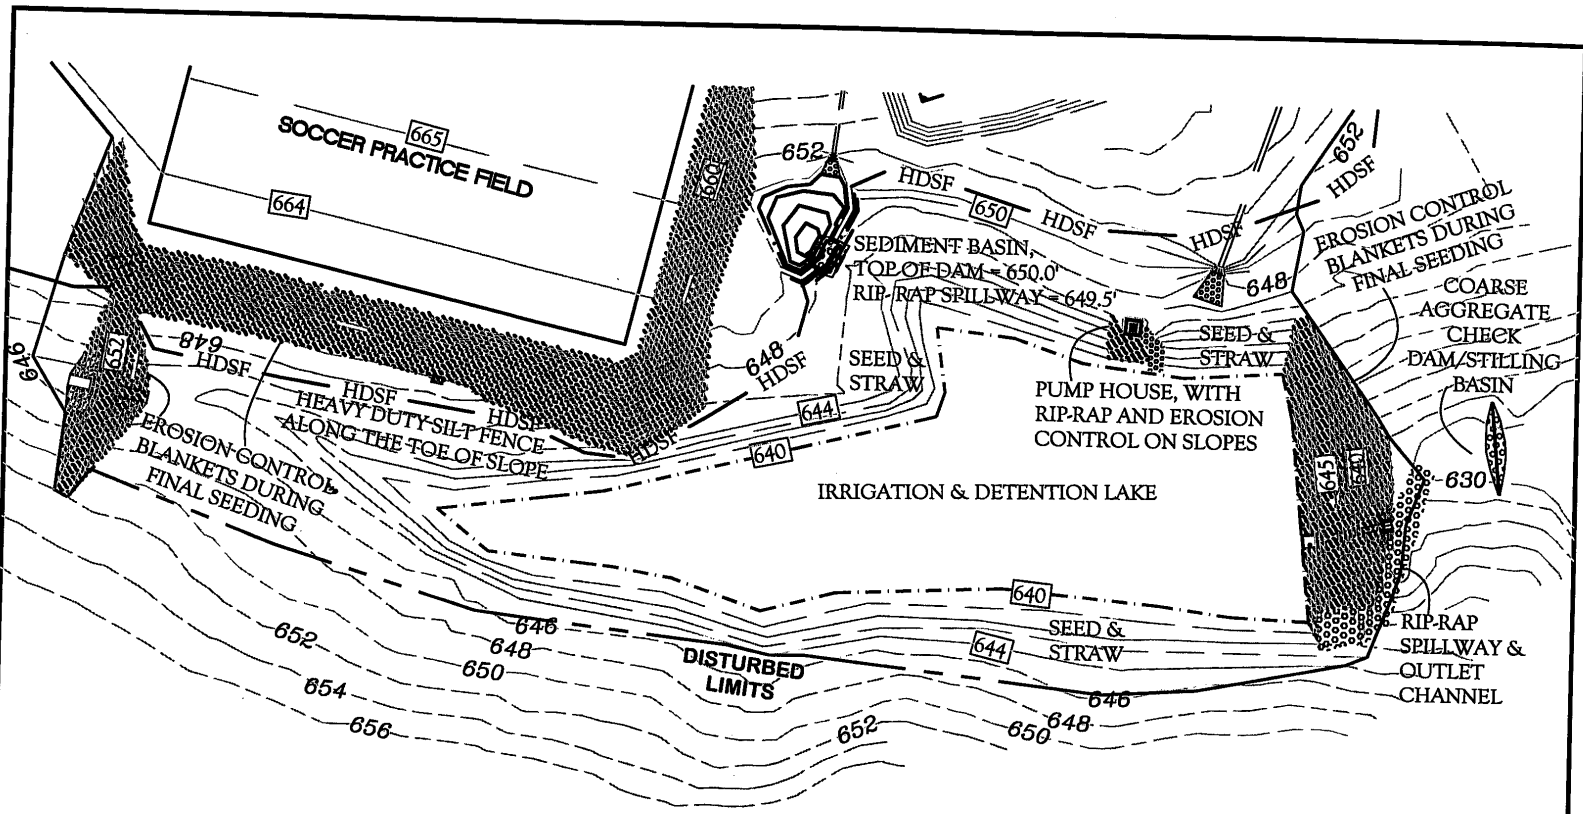 665
SOCCER PRACTICE FIELD
664
660
652
HDSF
650
HDSF
HDSF
652
HDSF
EROSION CONTROL
BLANKETS DURING
FINAL SEEDING
SEDIMENT BASIN,
TOP OF DAM = 650.0'
RIP-RAP SPILLWAY = 649.5'
648
COARSE
AGGREGATE
CHECK
DAM/STILLING
BASIN
646
652
648
HDSF
HDSF
HDSF
HEAVY DUTY SILT FENCE
ALONG THE TOE OF SLOPE
HDSF
648
HDSF
SEED &
STRAW
SEED &
STRAW
644
640
PUMP HOUSE, WITH
RIP-RAP AND EROSION
CONTROL ON SLOPES
EROSION CONTROL
BLANKETS DURING
FINAL SEEDING
IRRIGATION & DETENTION LAKE
645
640
630
640
SEED &
STRAW
644
RIP-RAP
SPILLWAY &
OUTLET
CHANNEL
652
646
648
650
654
656
DISTURBED
LIMITS
646
648
650
652